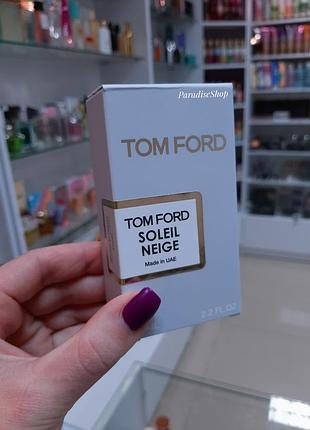 ParadiseShop
TOM FORD
TOM FORD
SOLEIL
NEIGE
Made in UAE
2.2 FL.OZ